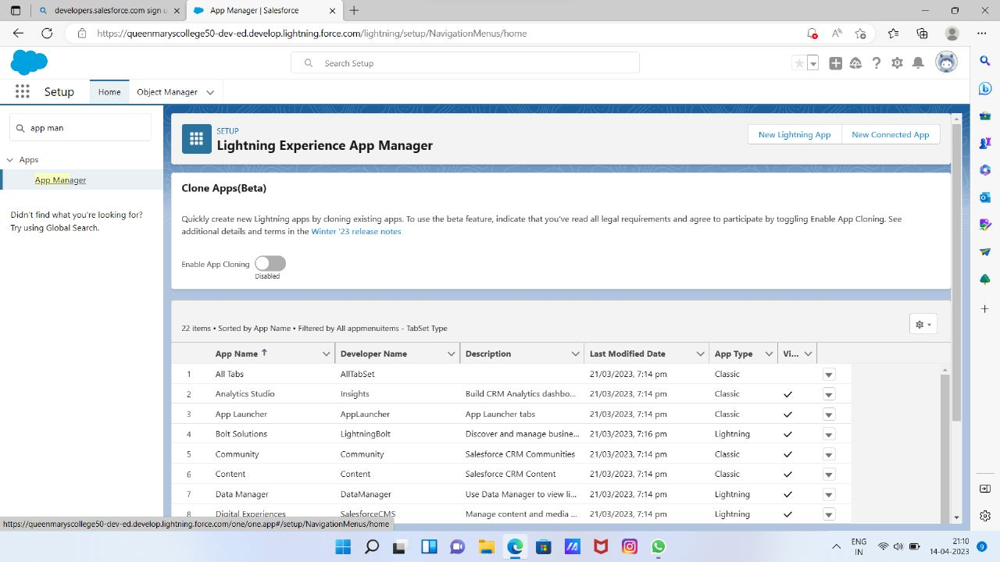 developers.salesforce.com sign u
App Manager | Salesforce
https://queenmaryscollege50-dev-ed.develop.lightning.force.com/lightning/setup/NavigationMenus/home
Search Setup
Setup
Home
Object Manager
app man
Apps
App Manager
Didn't find what you're looking for?
Try using Global Search.
SETUP
Lightning Experience App Manager
New Lightning App
New Connected App
Clone Apps(Beta)
Quickly create new Lightning apps by cloning existing apps. To use the beta feature, indicate that you've read all legal requirements and agree to participate by toggling Enable App Cloning. See
additional details and terms in the Winter '23 release notes
Enable App Cloning
Disabled
22 items • Sorted by App Name • Filtered by All appmenuitems - TabSet Type
App Name Developer Name Description Last Modified Date App Type Vi...
1 All Tabs AllTabSet 21/03/2023, 7:14 pm Classic
2 Analytics Studio Insights Build CRM Analytics dashbo... 21/03/2023, 7:14 pm Classic
3 App Launcher AppLauncher App Launcher tabs 21/03/2023, 7:14 pm Classic
4 Bolt Solutions LightningBolt Discover and manage busine... 21/03/2023, 7:16 pm Lightning
5 Community Community Salesforce CRM Communities 21/03/2023, 7:14 pm Classic
6 Content Content Salesforce CRM Content 21/03/2023, 7:14 pm Classic
7 Data Manager DataManager Use Data Manager to view li... 21/03/2023, 7:14 pm Lightning
8 Digital Experiences SalesforceCMS Manage content and media ... 21/03/2023, 7:14 pm Lightning
https://queenmaryscollege50-dev-ed.develop.lightning.force.com/one/one.app#/setup/NavigationMenus/home
ENG
IN
21:10
14-04-2023
9